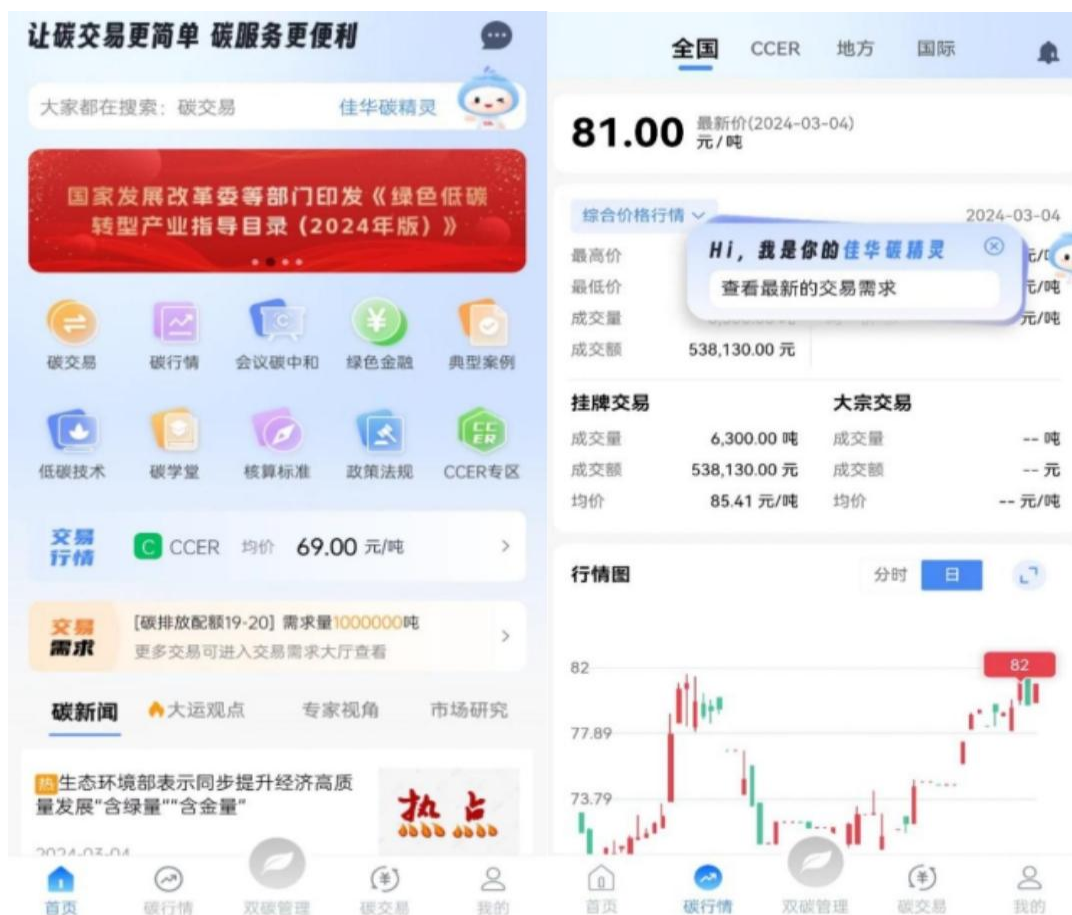 让碳交易更简单 碳服务更便利
大家都在搜索：碳交易 佳华碳精灵
国家发展改革委等部门印发《绿色低碳
转型产业指导目录（2024年版）》
碳交易 碳行情 会议碳中和 绿色金融 典型案例
CC
ER
低碳技术 碳学堂 核算标准 政策法规 CCER专区
交易
行情
C CCER 均价 69.00 元/吨
交易
需求
[碳排放配额19-20] 需求量1000000吨
更多交易可进入交易需求大厅查看
碳新闻 大运观点 专家视角 市场研究
热 生态环境部表示同步提升经济高质
量发展“含绿量”“含金量”
热点
2024-03-04
首页 碳行情 双碳管理 碳交易 我的
全国 CCER 地方 国际
81.00 最新价(2024-03-04)
元/吨
综合价格行情 2024-03-04
Hi，我是你的佳华碳精灵
查看最新的交易需求
最高价
最低价 元/吨
成交量 元/吨
成交额 538,130.00 元
挂牌交易 大宗交易
成交量 6,300.00 吨 成交量 -- 吨
成交额 538,130.00 元 成交额 -- 元
均价 85.41 元/吨 均价 -- 元/吨
行情图 分时 日
82 82
77.89
73.79
首页 碳行情 双碳管理 碳交易 我的